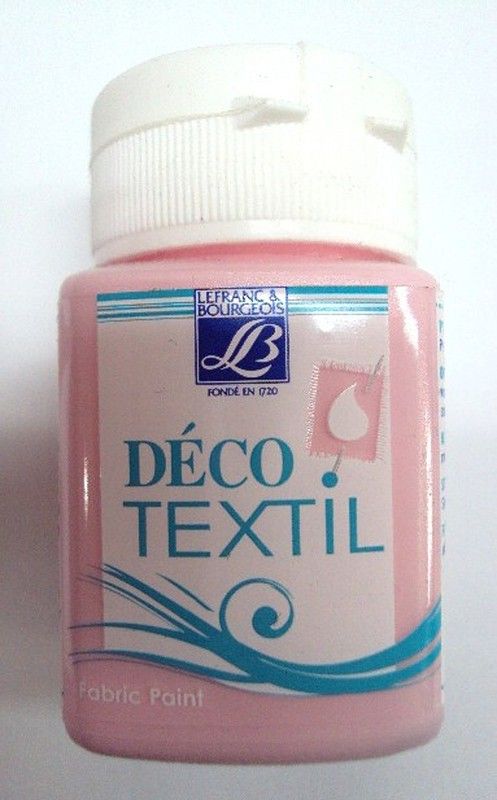 LEFRANC &
BOURGEOIS
LB
FONDÉ EN 1720
DÉCO
TEXTIL
Fabric Paint